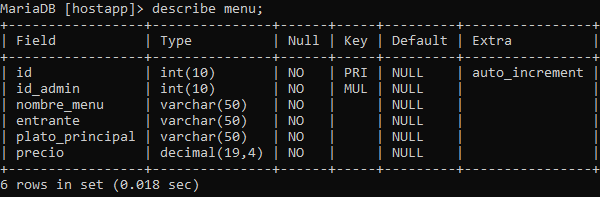 MariaDB [hostapp]> describe menu;
+-----------------+---------------+------+-----+---------+----------------+
| Field           | Type          | Null | Key | Default | Extra          |
+-----------------+---------------+------+-----+---------+----------------+
| id              | int(10)       | NO   | PRI | NULL    | auto_increment |
| id_admin        | int(10)       | NO   | MUL | NULL    |                |
| nombre_menu     | varchar(50)   | NO   |     | NULL    |                |
| entrante        | varchar(50)   | NO   |     | NULL    |                |
| plato_principal | varchar(50)   | NO   |     | NULL    |                |
| precio          | decimal(19,4) | NO   |     | NULL    |                |
+-----------------+---------------+------+-----+---------+----------------+
6 rows in set (0.018 sec)